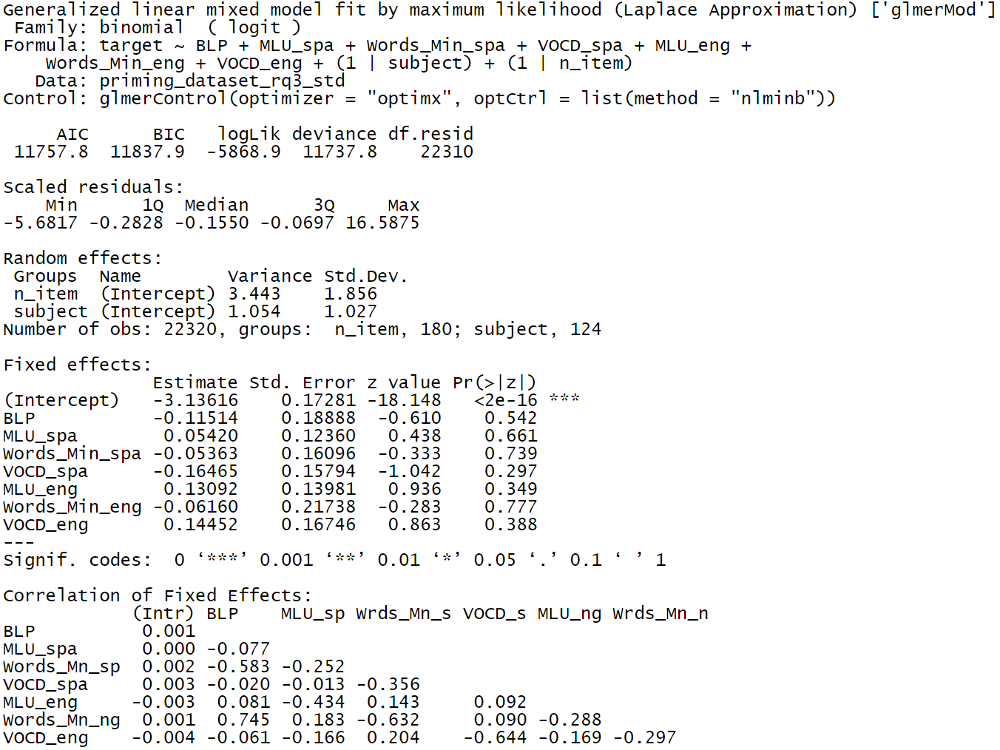 Generalized linear mixed model fit by maximum likelihood (Laplace Approximation) ['glmerMod']
 Family: binomial  ( logit )
Formula: target ~ BLP + MLU_spa + Words_Min_spa + VOCD_spa + MLU_eng +
    Words_Min_eng + VOCD_eng + (1 | subject) + (1 | n_item)
   Data: priming_dataset_rq3_std
Control: glmerControl(optimizer = "optimx", optCtrl = list(method = "nlminb"))

     AIC      BIC   logLik deviance df.resid
 11757.8  11837.9  -5868.9  11737.8    22310

Scaled residuals:
    Min      1Q  Median      3Q     Max
-5.6817 -0.2828 -0.1550 -0.0697 16.5875

Random effects:
 Groups  Name        Variance Std.Dev.
 n_item  (Intercept) 3.443    1.856
 subject (Intercept) 1.054    1.027
Number of obs: 22320, groups:  n_item, 180; subject, 124

Fixed effects:
              Estimate Std. Error z value Pr(>|z|)
(Intercept)   -3.13616    0.17281 -18.148   <2e-16 ***
BLP           -0.11514    0.18888  -0.610    0.542
MLU_spa        0.05420    0.12360   0.438    0.661
Words_Min_spa -0.05363    0.16096  -0.333    0.739
VOCD_spa      -0.16465    0.15794  -1.042    0.297
MLU_eng        0.13092    0.13981   0.936    0.349
Words_Min_eng -0.06160    0.21738  -0.283    0.777
VOCD_eng       0.14452    0.16746   0.863    0.388
---
Signif. codes:  0 ‘***’ 0.001 ‘**’ 0.01 ‘*’ 0.05 ‘.’ 0.1 ‘ ’ 1

Correlation of Fixed Effects:
            (Intr) BLP    MLU_sp Wrds_Mn_s VOCD_s MLU_ng Wrds_Mn_n
BLP          0.001
MLU_spa      0.000 -0.077
Words_Mn_sp  0.002 -0.583 -0.252
VOCD_spa     0.003 -0.020 -0.013 -0.356
MLU_eng     -0.003  0.081 -0.434  0.143     0.092
Words_Mn_ng  0.001  0.745  0.183 -0.632     0.090 -0.288
VOCD_eng    -0.004 -0.061 -0.166  0.204    -0.644 -0.169 -0.297